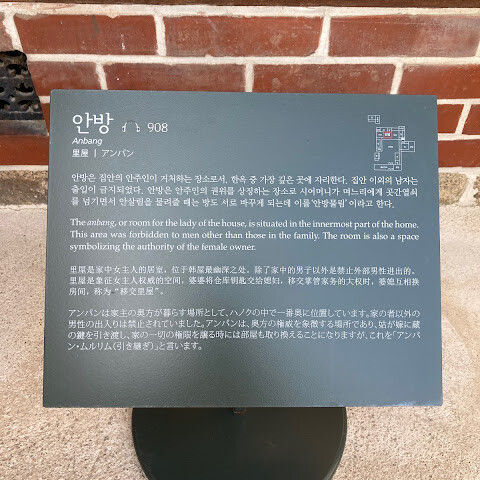 안방 908
Anbang
里屋 | アンバン
안방은 집안의 안주인이 거처하는 장소로서, 한옥 중 가장 깊은 곳에 자리한다. 집안 이외의 남자는
출입이 금지되었다. 안방은 안주인의 권위를 상징하는 장소로 시어머니가 며느리에게 곳간열쇠
를 넘기면서 안살림을 물려줄 때는 방도 서로 바꾸게 되는데 이를 '안방물림'이라고 한다.
The anbang, or room for the lady of the house, is situated in the innermost part of the home.
This area was forbidden to men other than those in the family. The room is also a space
symbolizing the authority of the female owner.
里屋是家中女主人的居室，位于韩屋最幽深之处。除了家中的男子以外是禁止外部男性进出的。
里屋是象征女主人权威的空间，婆婆将仓库钥匙交给媳妇，移交掌管家务的大权时，婆媳互相换
房间，称为“移交里屋”。
アンバンは家主の奥方が暮らす場所として、ハノクの中で一番奥に位置しています。家の者以外の
男性の出入りは禁止されていました。アンバンは、奥方の権威を象徴する場所であり、姑が嫁に蔵
の鍵を引き渡し、家の一切の権限を譲る時には部屋も取り換えることになりますが、これを「アンバ
ン・ムルリム(引き継ぎ)」と言います。